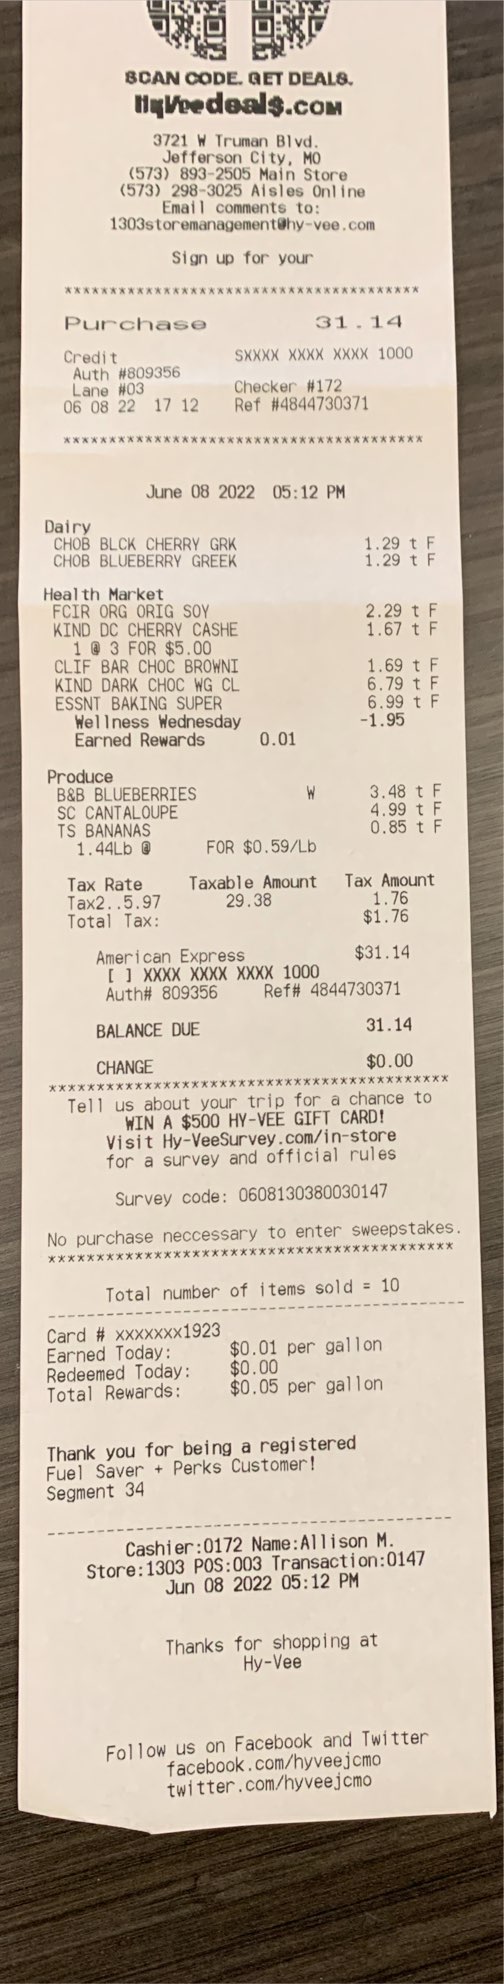 SCAN CODE. GET DEALS.
HyVeedeal$.COM
3721 W Truman Blvd.
Jefferson City, MO
(573) 893-2505 Main Store
(573) 298-3025 Aisles Online
Email comments to:
1303storemanagement@hy-vee.com
Sign up for your
****************************************
Purchase 31.14
Credit SXXXX XXXX XXXX 1000
Auth #809356
Lane #03 Checker #172
06 08 22 17 12 Ref #4844730371
****************************************
June 08 2022 05:12 PM
Dairy
CHOB BLCK CHERRY GRK 1.29 t F
CHOB BLUEBERRY GREEK 1.29 t F
Health Market
FCIR ORG ORIG SOY 2.29 t F
KIND DC CHERRY CASHE 1.67 t F
1 @ 3 FOR $5.00
CLIF BAR CHOC BROWNI 1.69 t F
KIND DARK CHOC WG CL 6.79 t F
ESSNT BAKING SUPER 6.99 t F
Wellness Wednesday -1.95
Earned Rewards 0.01
Produce
B&B BLUEBERRIES W 3.48 t F
SC CANTALOUPE 4.99 t F
TS BANANAS 0.85 t F
1.44Lb @ FOR $0.59/Lb
Tax Rate Taxable Amount Tax Amount
Tax2..5.97 29.38 1.76
Total Tax: $1.76
American Express $31.14
[ ] XXXX XXXX XXXX 1000
Auth# 809356 Ref# 4844730371
BALANCE DUE 31.14
CHANGE $0.00
********************************************
Tell us about your trip for a chance to
WIN A $500 HY-VEE GIFT CARD!
Visit Hy-VeeSurvey.com/in-store
for a survey and official rules
Survey code: 0608130380030147
No purchase neccessary to enter sweepstakes.
********************************************
Total number of items sold = 10
--------------------------------------------
Card # xxxxxxx1923
Earned Today: $0.01 per gallon
Redeemed Today: $0.00
Total Rewards: $0.05 per gallon
Thank you for being a registered
Fuel Saver + Perks Customer!
Segment 34
--------------------------------------------
Cashier:0172 Name:Allison M.
Store:1303 POS:003 Transaction:0147
Jun 08 2022 05:12 PM
Thanks for shopping at
Hy-Vee
Follow us on Facebook and Twitter
facebook.com/hyveejcmo
twitter.com/hyveejcmo